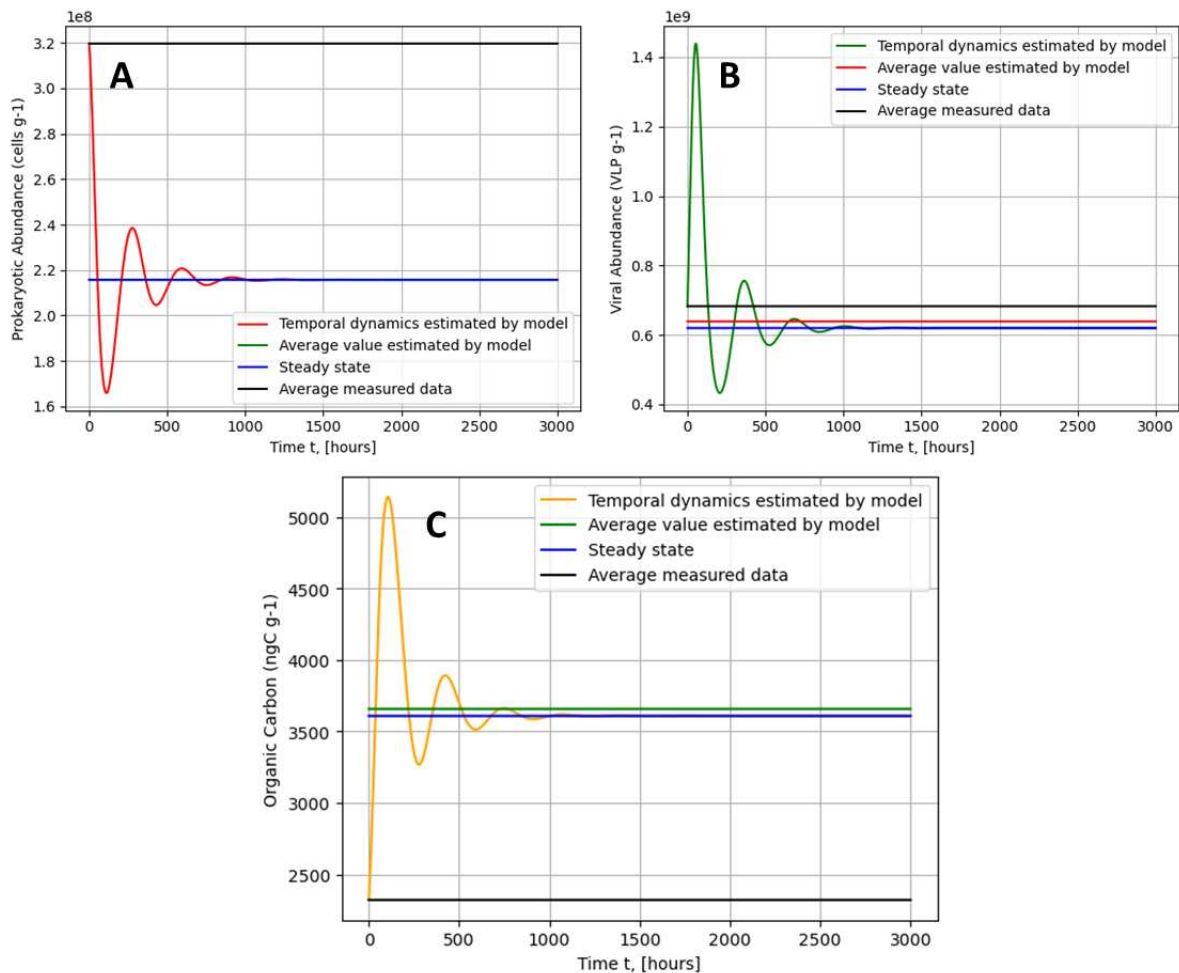 1e8
A
Prokaryotic Abundance (cells g-1)
3.2
3.0
2.8
2.6
2.4
2.2
2.0
1.8
1.6
Temporal dynamics estimated by model
Average value estimated by model
Steady state
Average measured data
0 500 1000 1500 2000 2500 3000
Time t, [hours]
1e9
B
Viral Abundance (VLP g-1)
1.4
1.2
1.0
0.8
0.6
0.4
Temporal dynamics estimated by model
Average value estimated by model
Steady state
Average measured data
0 500 1000 1500 2000 2500 3000
Time t, [hours]
C
Organic Carbon (ngC g-1)
5000
4500
4000
3500
3000
2500
Temporal dynamics estimated by model
Average value estimated by model
Steady state
Average measured data
0 500 1000 1500 2000 2500 3000
Time t, [hours]